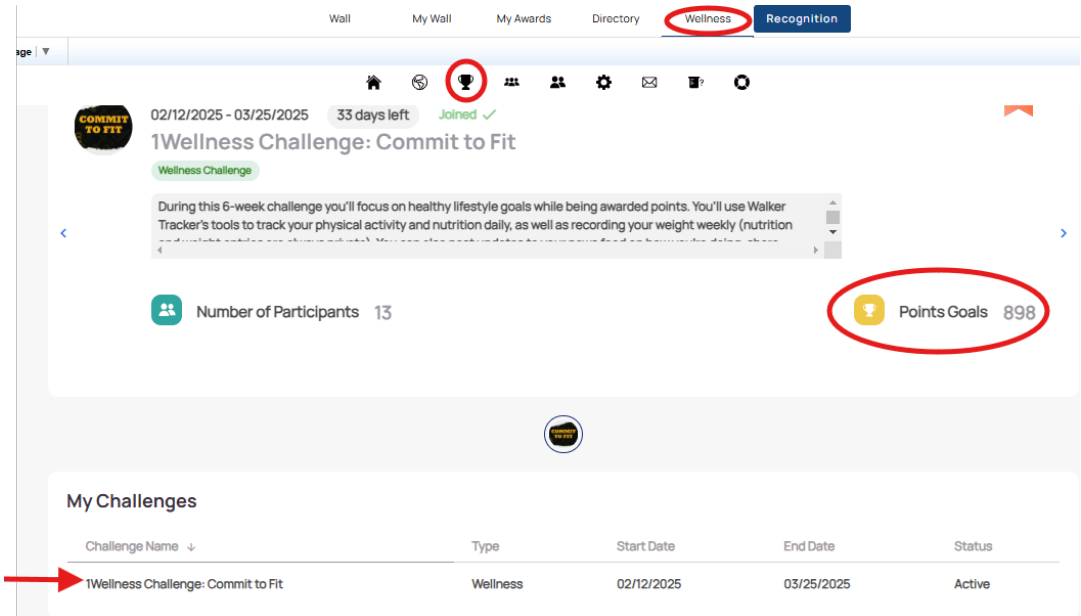 Wall My Wall My Awards Directory Wellness Recognition
age ▼
?
COMMIT
TO FIT
02/12/2025 - 03/25/2025 33 days left Joined ✓
1Wellness Challenge: Commit to Fit
Wellness Challenge
During this 6-week challenge you'll focus on healthy lifestyle goals while being awarded points. You'll use Walker
Tracker's tools to track your physical activity and nutrition daily, as well as recording your weight weekly (nutrition
Number of Participants 13
Points Goals 898
COMMIT
TO FIT
My Challenges
Challenge Name ↓ Type Start Date End Date Status
1Wellness Challenge: Commit to Fit Wellness 02/12/2025 03/25/2025 Active